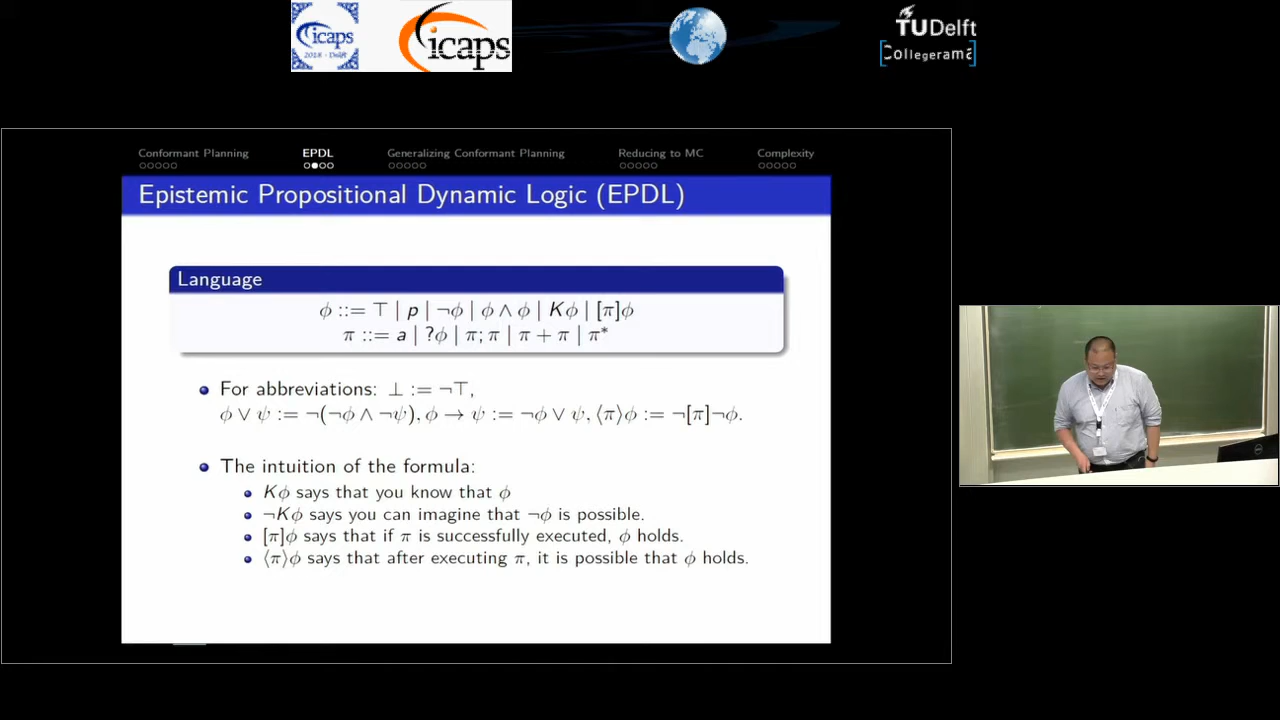 icaps
2018 - Delft
icaps
TUDelft
Collegerama
Conformant Planning
EPDL
Generalizing Conformant Planning
Reducing to MC
Complexity
Epistemic Propositional Dynamic Logic (EPDL)
Language
ϕ ::= ⊤ | p | ¬ϕ | ϕ ∧ ϕ | Kϕ | [π]ϕ
π ::= a | ?ϕ | π; π | π + π | π*
For abbreviations: ⊥ := ¬⊤,
ϕ ∨ ψ := ¬(¬ϕ ∧ ¬ψ), ϕ → ψ := ¬ϕ ∨ ψ, ⟨π⟩ϕ := ¬[π]¬ϕ.
The intuition of the formula:
Kϕ says that you know that ϕ
¬Kϕ says you can imagine that ¬ϕ is possible.
[π]ϕ says that if π is successfully executed, ϕ holds.
⟨π⟩ϕ says that after executing π, it is possible that ϕ holds.